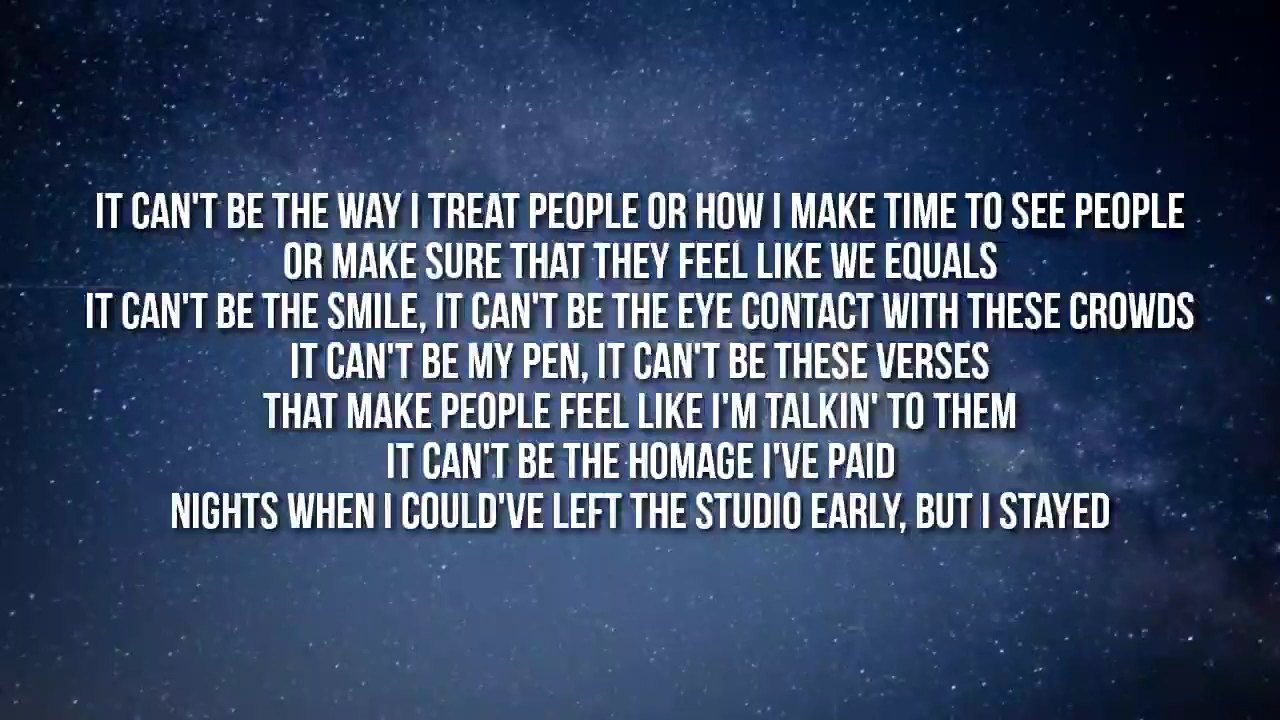 IT CAN'T BE THE WAY I TREAT PEOPLE OR HOW I MAKE TIME TO SEE PEOPLE
OR MAKE SURE THAT THEY FEEL LIKE WE EQUALS
IT CAN'T BE THE SMILE, IT CAN'T BE THE EYE CONTACT WITH THESE CROWDS
IT CAN'T BE MY PEN, IT CAN'T BE THESE VERSES
THAT MAKE PEOPLE FEEL LIKE I'M TALKIN' TO THEM
IT CAN'T BE THE HOMAGE I'VE PAID
NIGHTS WHEN I COULD'VE LEFT THE STUDIO EARLY, BUT I STAYED